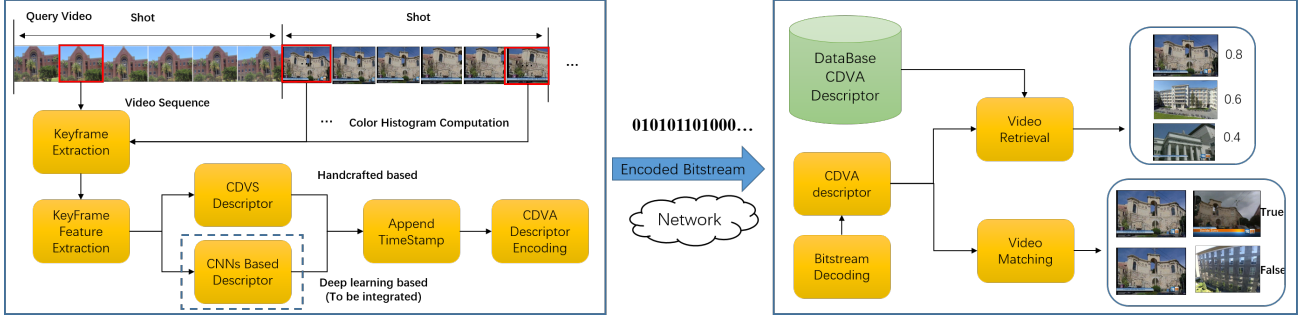 Query Video
Shot
Shot
...
Video Sequence
... Color Histogram Computation
Keyframe
Extraction
KeyFrame
Feature
Extraction
CDVS
Descriptor
Handcrafted based
CNNs Based
Descriptor
Deep learning based
(To be integrated)
Append
TimeStamp
CDVA
Descriptor
Encoding
010101101000...
Encoded Bitstream
Network
DataBase
CDVA
Descriptor
CDVA
descriptor
Bitstream
Decoding
Video
Retrieval
Video
Matching
0.8
0.6
0.4
True
False